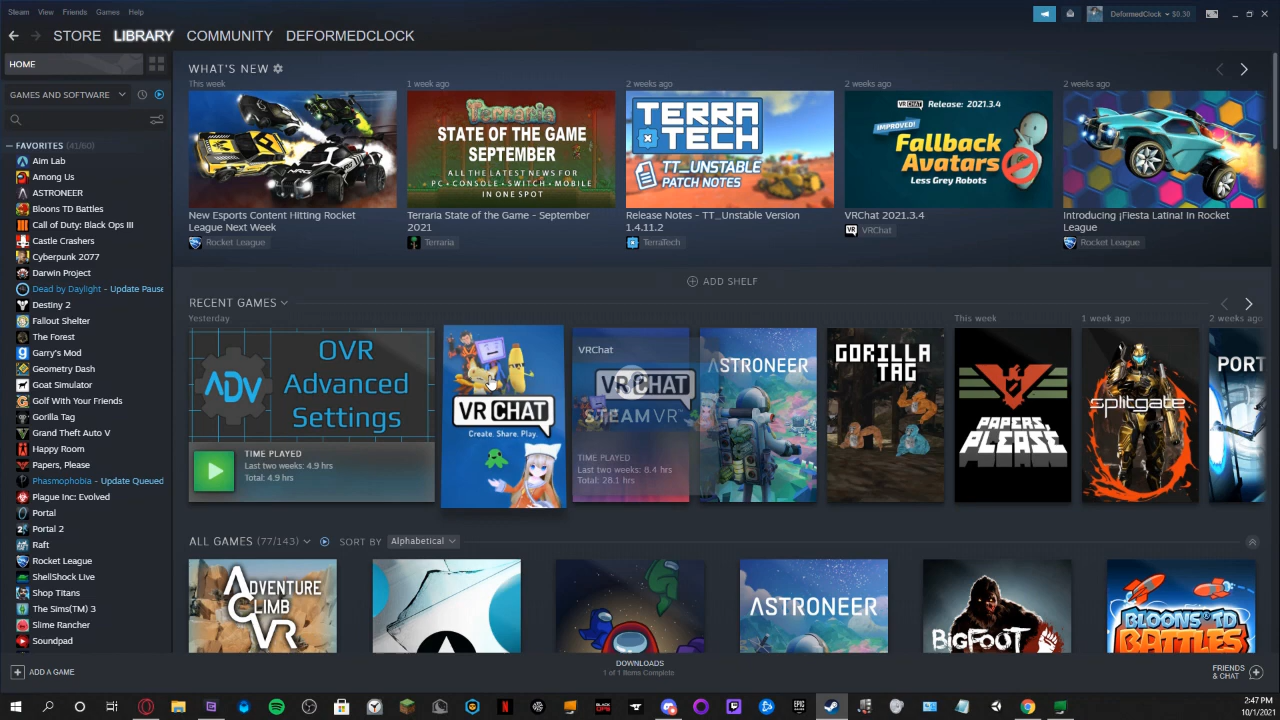 Steam View Friends Games Help
DeformedClock $0.38
STORE LIBRARY COMMUNITY DEFORMEDCLOCK
HOME
GAMES AND SOFTWARE
FAVORITES (41/60)
Aim Lab
Among Us
ASTRONEER
Bloons TD Battles
Call of Duty: Black Ops III
Castle Crashers
Cyberpunk 2077
Darwin Project
Dead by Daylight - Update Pause
Destiny 2
Fallout Shelter
The Forest
Garry's Mod
Geometry Dash
Goat Simulator
Golf With Your Friends
Gorilla Tag
Grand Theft Auto V
Happy Room
Papers, Please
Phasmophobia - Update Queued
Plague Inc: Evolved
Portal
Portal 2
Raft
Rocket League
ShellShock Live
Shop Titans
The Sims(TM) 3
Slime Rancher
Soundpad
ADD A GAME
WHAT'S NEW
This week
New Esports Content Hitting Rocket
League Next Week
Rocket League
1 week ago
Terraria
STATE OF THE GAME
SEPTEMBER
ALL THE LATEST NEWS FOR
PC • CONSOLE • SWITCH • MOBILE
IN ONE SPOT
Terraria State of the Game - September
2021
Terraria
2 weeks ago
TERRA
TECH
TT_UNSTABLE
PATCH NOTES
Release Notes - TT_Unstable Version
1.4.11.2
TerraTech
2 weeks ago
VRCHAT Release: 2021.3.4
IMPROVED!
Fallback
Avatars
Less Grey Robots
VRChat 2021.3.4
VRChat
2 weeks ago
Introducing ¡Fiesta Latina! In Rocket
League
Rocket League
ADD SHELF
RECENT GAMES
Yesterday
ADV
OVR
Advanced
Settings
TIME PLAYED
Last two weeks: 4.9 hrs
Total: 4.9 hrs
VRCHAT
Create. Share. Play.
VRChat
VRCHAT
STEAMVR
TIME PLAYED
Last two weeks: 8.4 hrs
Total: 28.1 hrs
ASTRONEER
GORILLA
TAG
This week
PAPERS,
PLEASE
1 week ago
splitgate
2 weeks ago
PORT
ALL GAMES (77/143) SORT BY Alphabetical
ADVENTURE
CLIMB
VR
ASTRONEER
BIGFOOT
BLOONS TD
BATTLES
DOWNLOADS
1 of 1 Items Complete
FRIENDS
& CHAT
2:47 PM
10/1/2021